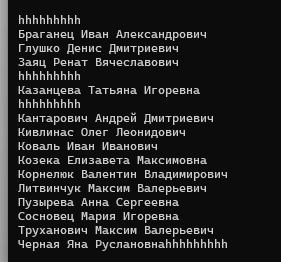 hhhhhhhhh
Браганец Иван Александрович
Глушко Денис Дмитриевич
Заяц Ренат Вячеславович
hhhhhhhhh
Казанцева Татьяна Игоревна
hhhhhhhhh
Кантарович Андрей Дмитриевич
Кивлинас Олег Леонидович
Коваль Иван Иванович
Козека Елизавета Максимовна
Корнелюк Валентин Владимирович
Литвинчук Максим Валерьевич
Пузырева Анна Сергеевна
Сосновец Мария Игоревна
Труханович Максим Валерьевич
Черная Яна Руслановнаhhhhhhhhh